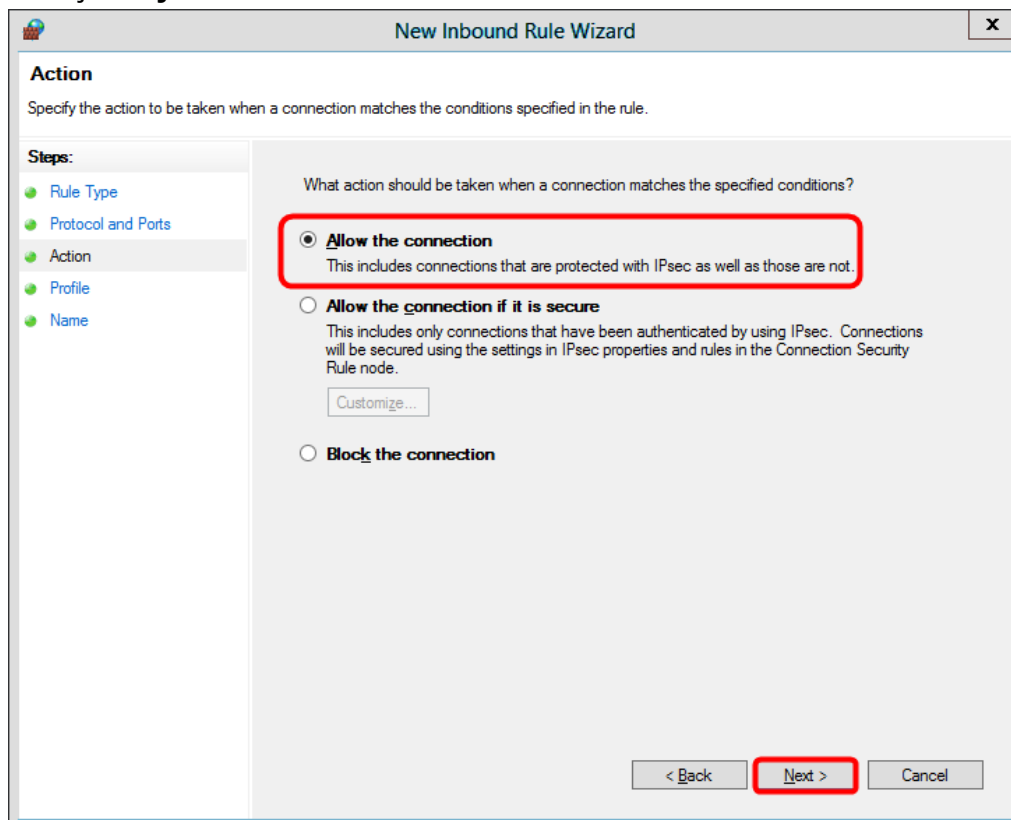 New Inbound Rule Wizard
x
Action
Specify the action to be taken when a connection matches the conditions specified in the rule.
Steps:
Rule Type
Protocol and Ports
Action
Profile
Name
What action should be taken when a connection matches the specified conditions?
Allow the connection
This includes connections that are protected with IPsec as well as those are not.
Allow the connection if it is secure
This includes only connections that have been authenticated by using IPsec. Connections
will be secured using the settings in IPsec properties and rules in the Connection Security
Rule node.
Customize...
Block the connection
< Back
Next >
Cancel